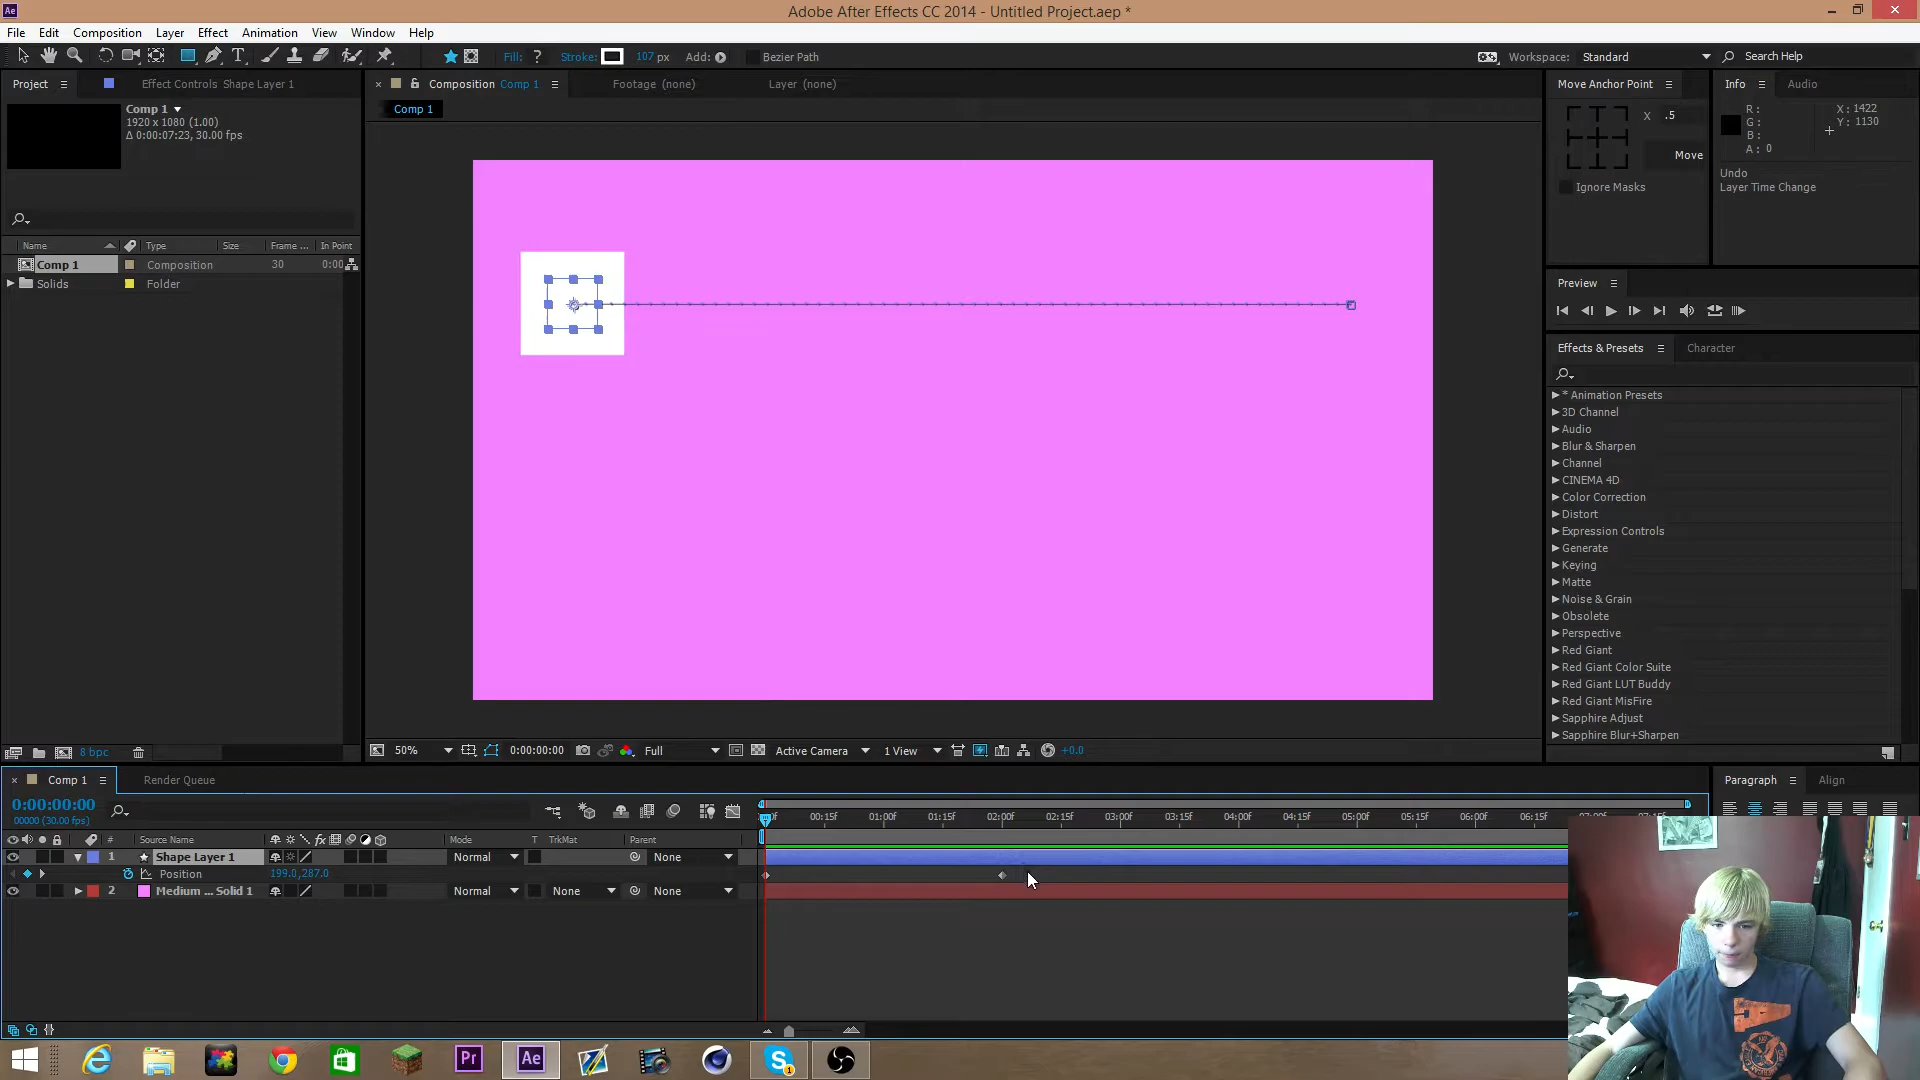 Adobe After Effects CC 2014 - Untitled Project.aep *
File Edit Composition Layer Effect Animation View Window Help
Fill: ? Stroke: 107 px Add: Bezier Path Workspace: Standard Search Help
Project Effect Controls Shape Layer 1 Composition Comp 1 Footage (none) Layer (none) Move Anchor Point Info Audio
Comp 1
1920 x 1080 (1.00)
Δ 0:00:07:23, 30.00 fps
Comp 1
X .5
Move
Ignore Masks
R:
G:
B:
A: 0
X: 1422
Y: 1130
Undo
Layer Time Change
Name Type Size Frame ... In Point
Comp 1 Composition 30 0:00
Solids Folder
Preview
Effects & Presets Character
* Animation Presets
3D Channel
Audio
Blur & Sharpen
Channel
CINEMA 4D
Color Correction
Distort
Expression Controls
Generate
Keying
Matte
Noise & Grain
Obsolete
Perspective
Red Giant
Red Giant Color Suite
Red Giant LUT Buddy
Red Giant MisFire
Sapphire Adjust
Sapphire Blur+Sharpen
8 bpc
50% 0:00:00:00 Full Active Camera 1 View +0.0
Comp 1 Render Queue Paragraph Align
0:00:00:00
00000 (30.00 fps)
00:15f 01:00f 01:15f 02:00f 02:15f 03:00f 03:15f 04:00f 04:15f 05:00f 05:15f 06:00f 06:15f
# Source Name fx Mode T TrkMat Parent
1 Shape Layer 1 Normal None
Position 199.0,287.0
2 Medium ... Solid 1 Normal None None
Pr Ae